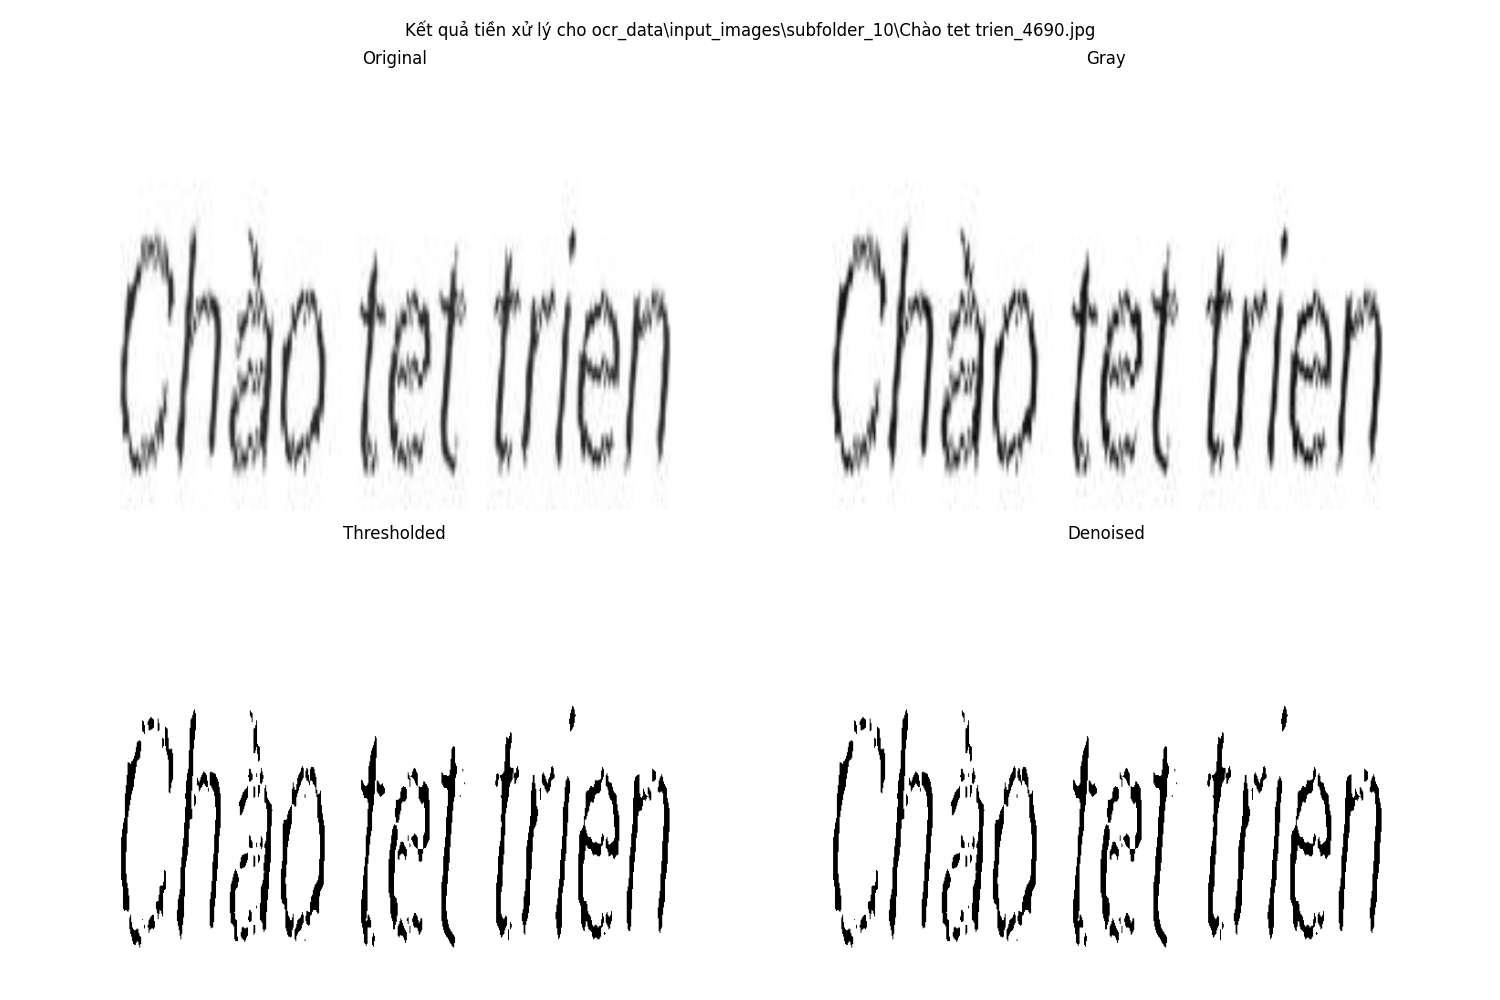 Kết quả tiền xử lý cho ocr_data\input_images\subfolder_10\Chào tet trien_4690.jpg
Original
Gray
Chào tet trien
Chào tet trien
Thresholded
Denoised
Chào tet trien
Chào tet trien